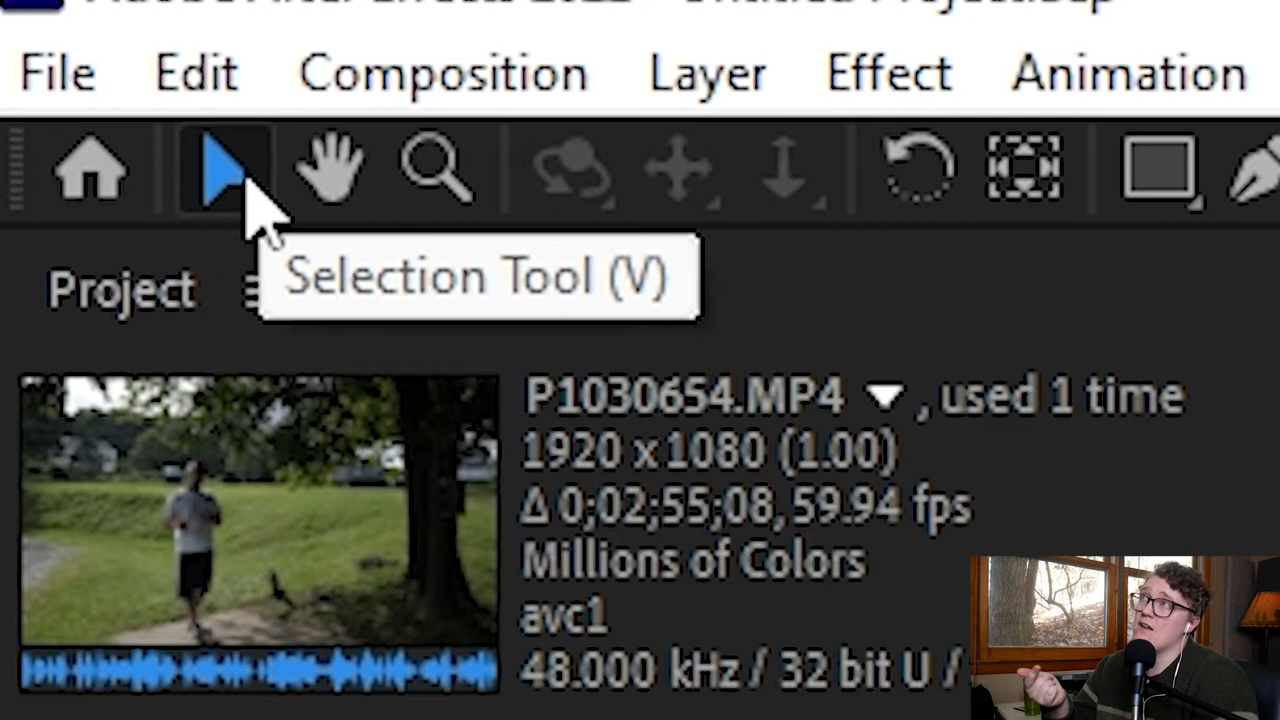 File Edit Composition Layer Effect Animation
Selection Tool (V)
Project
P1030654.MP4 , used 1 time
1920 x 1080 (1.00)
Δ 0;02;55;08, 59.94 fps
Millions of Colors
avc1
48.000 kHz / 32 bit U /